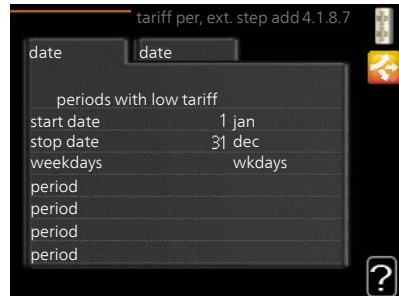 tariff per, ext. step add 4.1.8.7
date date
periods with low tariff
start date 1 jan
stop date 31 dec
weekdays wkdays
period
period
period
period
?